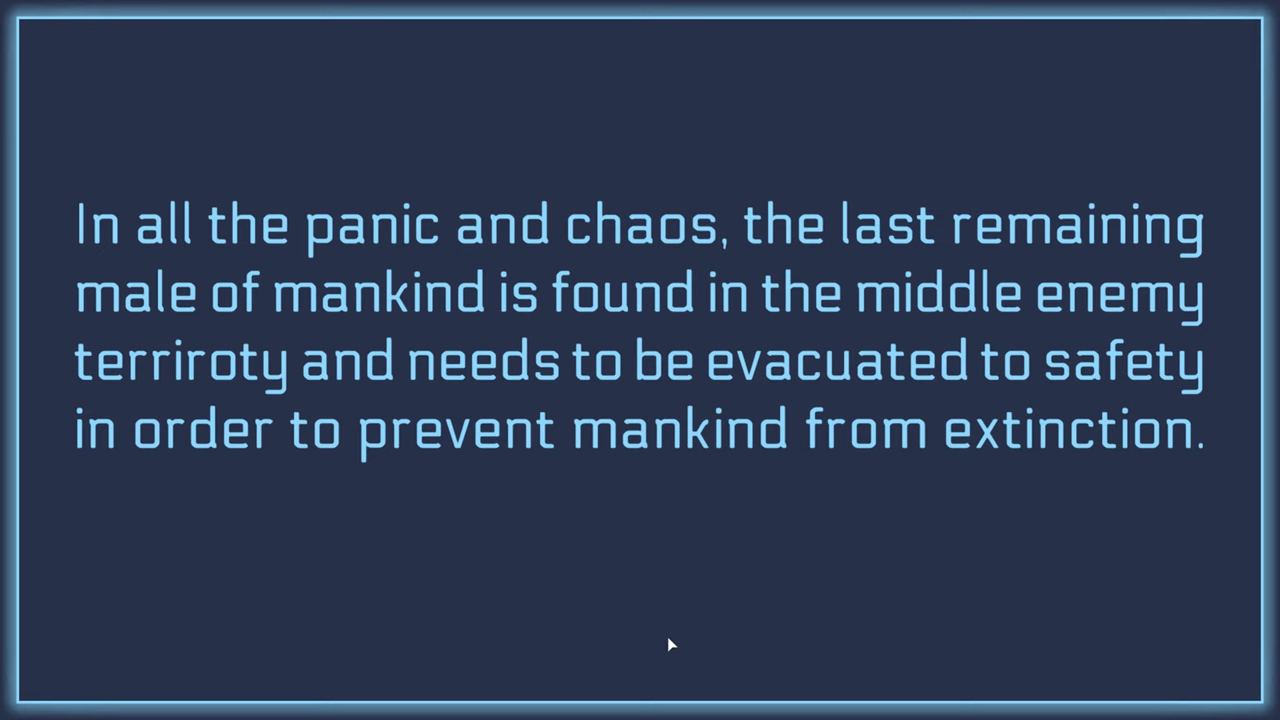 In all the panic and chaos, the last remaining
male of mankind is found in the middle enemy
terriroty and needs to be evacuated to safety
in order to prevent mankind from extinction.